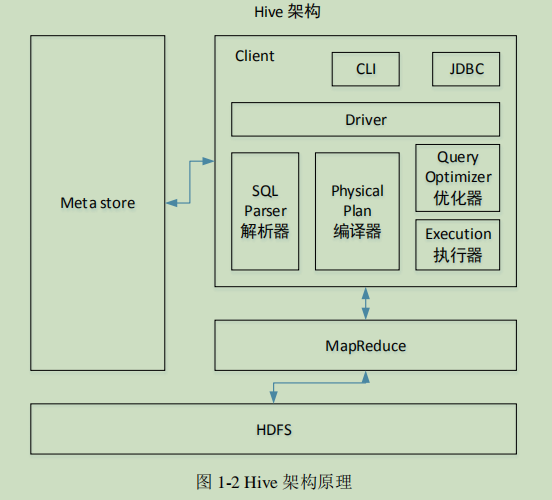 Hive 架构
Client
CLI
JDBC
Driver
Meta store
SQL
Parser
解析器
Physical
Plan
编译器
Query
Optimizer
优化器
Execution
执行器
MapReduce
HDFS
图 1-2 Hive 架构原理